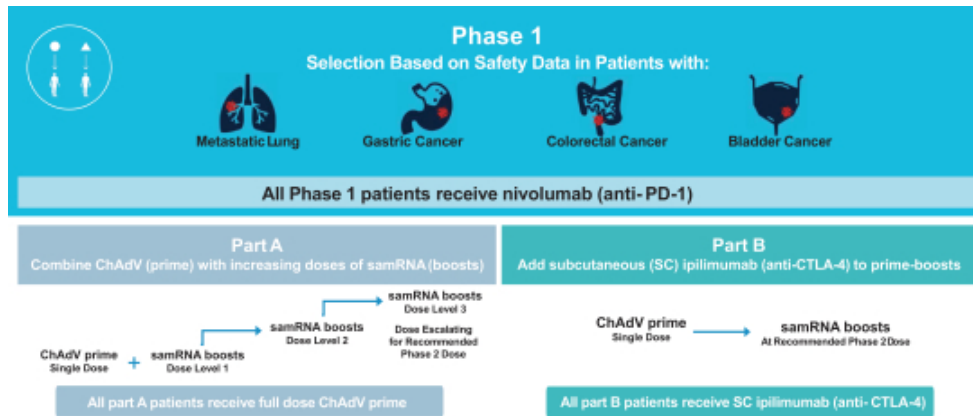 Phase 1
Selection Based on Safety Data in Patients with:
Metastatic Lung
Gastric Cancer
Colorectal Cancer
Bladder Cancer
All Phase 1 patients receive nivolumab (anti-PD-1)
Part A
Combine ChAdV (prime) with increasing doses of samRNA (boosts)
ChAdV prime
Single Dose
+
samRNA boosts
Dose Level 1
samRNA boosts
Dose Level 2
samRNA boosts
Dose Level 3
Dose Escalating
for Recommended
Phase 2 Dose
All part A patients receive full dose ChAdV prime
Part B
Add subcutaneous (SC) ipilimumab (anti-CTLA-4) to prime-boosts
ChAdV prime
Single Dose
samRNA boosts
At Recommended Phase 2 Dose
All part B patients receive SC ipilimumab (anti- CTLA-4)